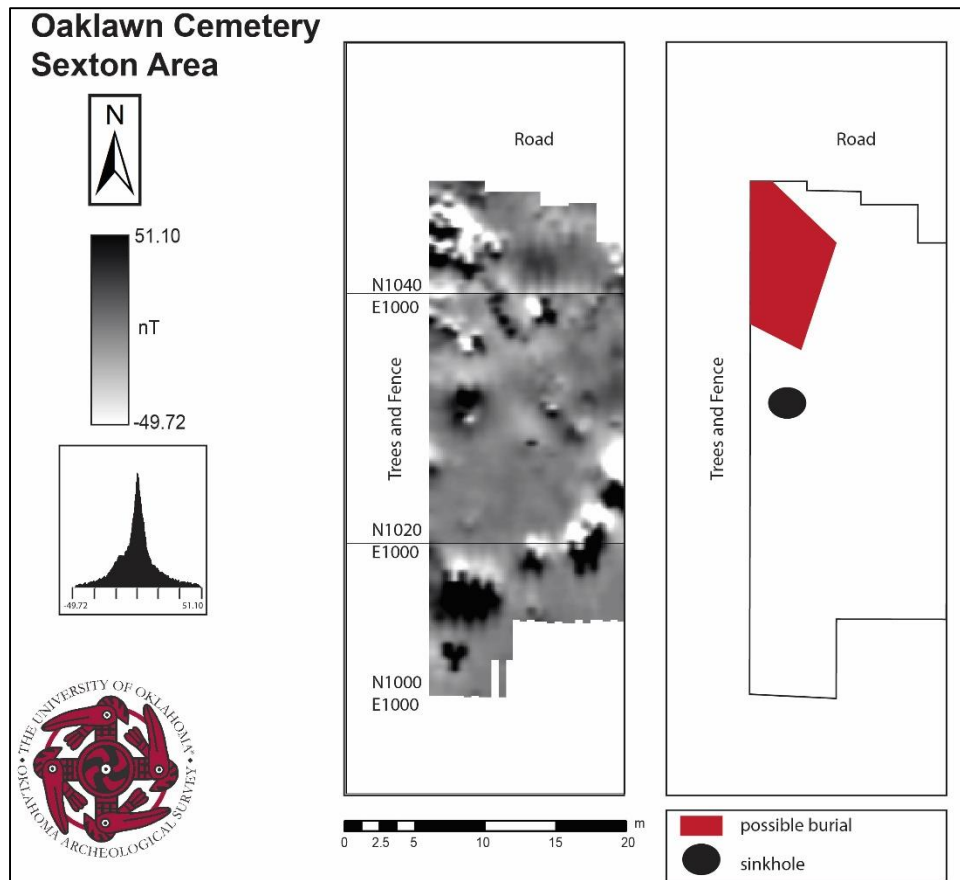 Oaklawn Cemetery
Sexton Area
N
51.10
nT
-49.72
-49.72 51.10
THE UNIVERSITY OF OKLAHOMA®
• OKLAHOMA ARCHEOLOGICAL SURVEY •
Road
N1040
E1000
Trees and Fence
N1020
E1000
N1000
E1000
m
0 2.5 5 10 15 20
Road
Trees and Fence
possible burial
sinkhole